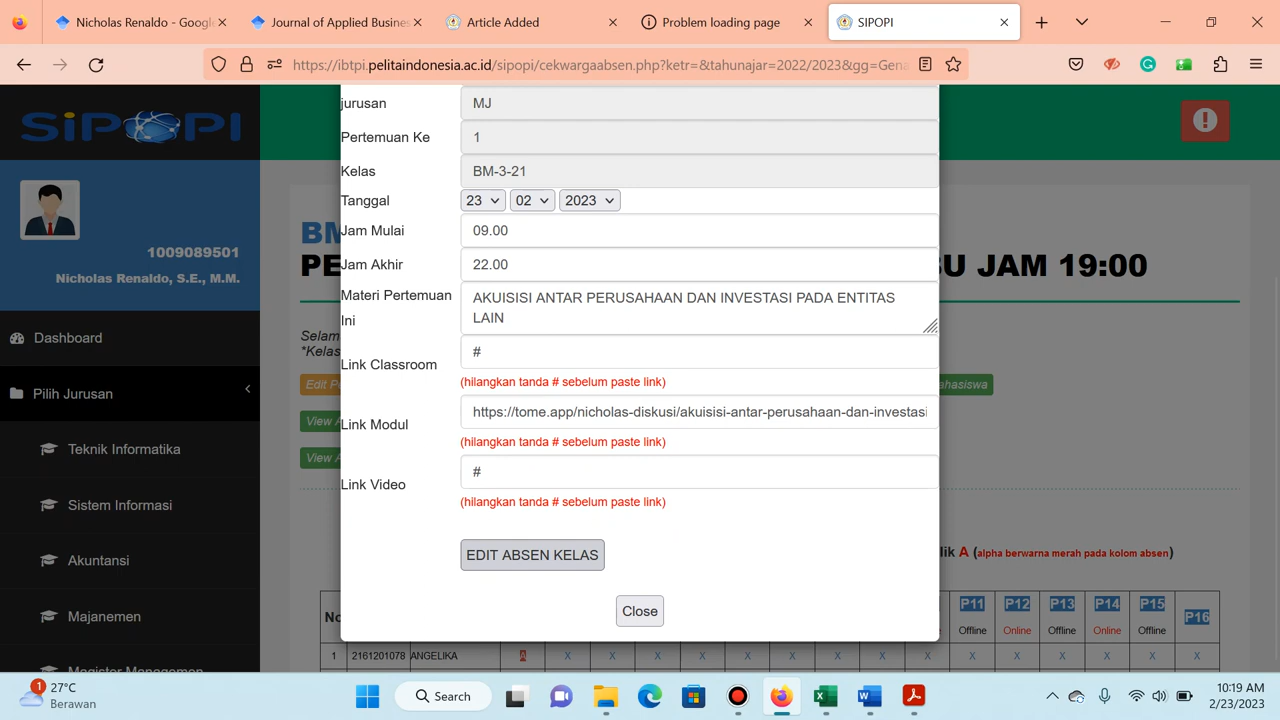 Nicholas Renaldo - Google
Journal of Applied Business
Article Added
Problem loading page
SIPOPI
https://ibtpi.pelitaindonesia.ac.id/sipopi/cekwargaabsen.php?ketr=&tahunajar=2022/2023&gg=Gena
SiPOPI
1009089501
Nicholas Renaldo, S.E., M.M.
Dashboard
Pilih Jurusan
Teknik Informatika
Sistem Informasi
Akuntansi
Majanemen
Magister Managemen
jurusan MJ
Pertemuan Ke 1
Kelas BM-3-21
Tanggal 23 02 2023
Jam Mulai 09.00
Jam Akhir 22.00
Materi Pertemuan Ini
AKUISISI ANTAR PERUSAHAAN DAN INVESTASI PADA ENTITAS
LAIN
Link Classroom #
(hilangkan tanda # sebelum paste link)
Link Modul https://tome.app/nicholas-diskusi/akuisisi-antar-perusahaan-dan-investasi
(hilangkan tanda # sebelum paste link)
Link Video #
(hilangkan tanda # sebelum paste link)
EDIT ABSEN KELAS
Close
BM
PE
U JAM 19:00
Selam
*Kelas
Edit Pe
ahasiswa
View A
View A
lik A (alpha berwarna merah pada kolom absen)
No
P11 P12 P13 P14 P15 P16
Offline Online Offline Online Offline
1 2161201078 ANGELIKA A X X X X X X X X X X X X X X X
1
27°C
Berawan
Search
10:19 AM
2/23/2023